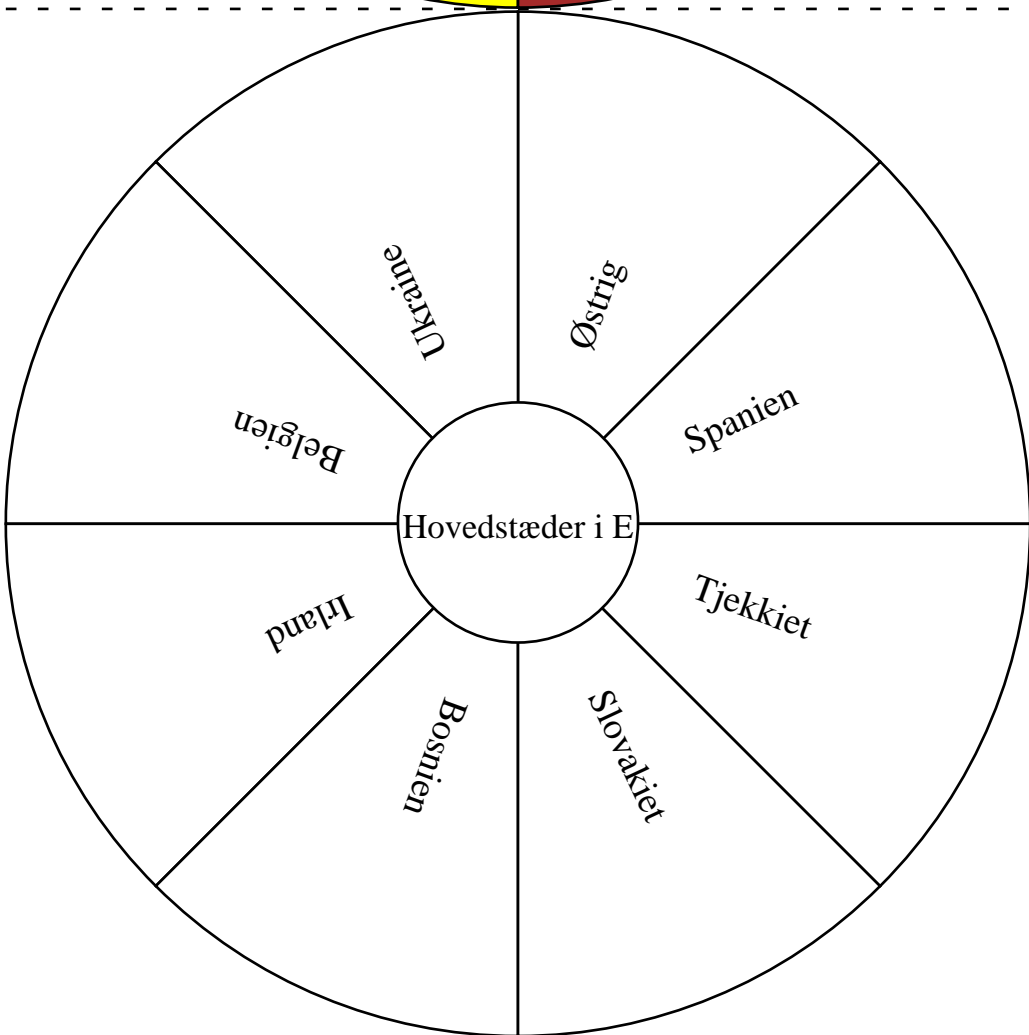 Østrig
Spanien
Tjekkiet
Slovakiet
Bosnien
Irland
Belgien
Ukraine
Hovedstæder i E